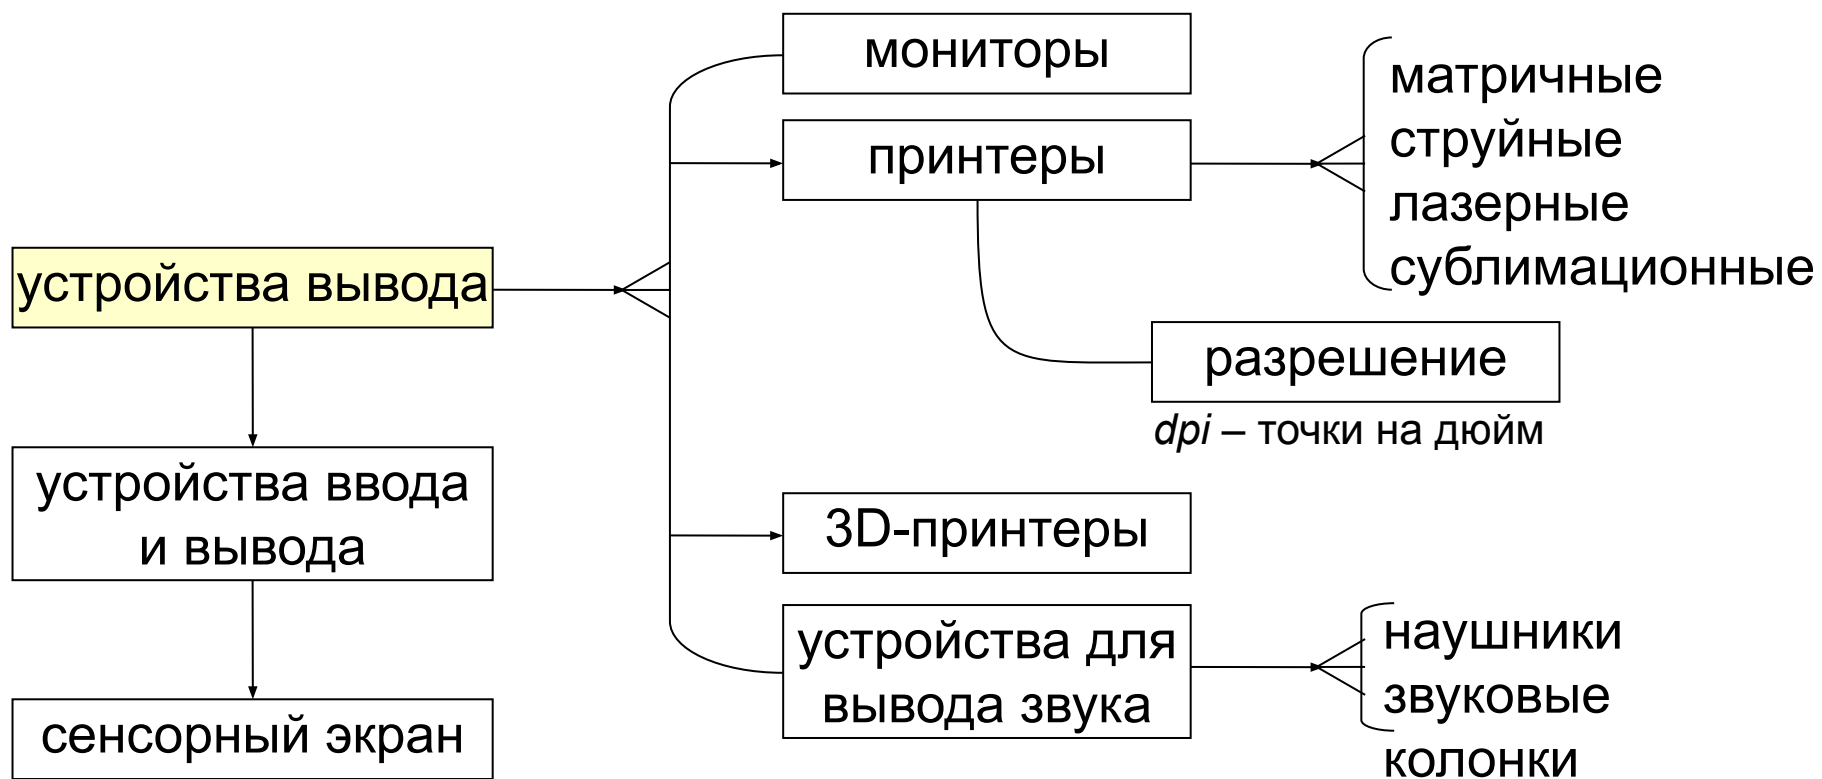 мониторы
принтеры
матричные
струйные
лазерные
сублимационные
устройства вывода
разрешение
dpi – точки на дюйм
устройства ввода
и вывода
3D-принтеры
устройства для
вывода звука
наушники
звуковые
колонки
сенсорный экран